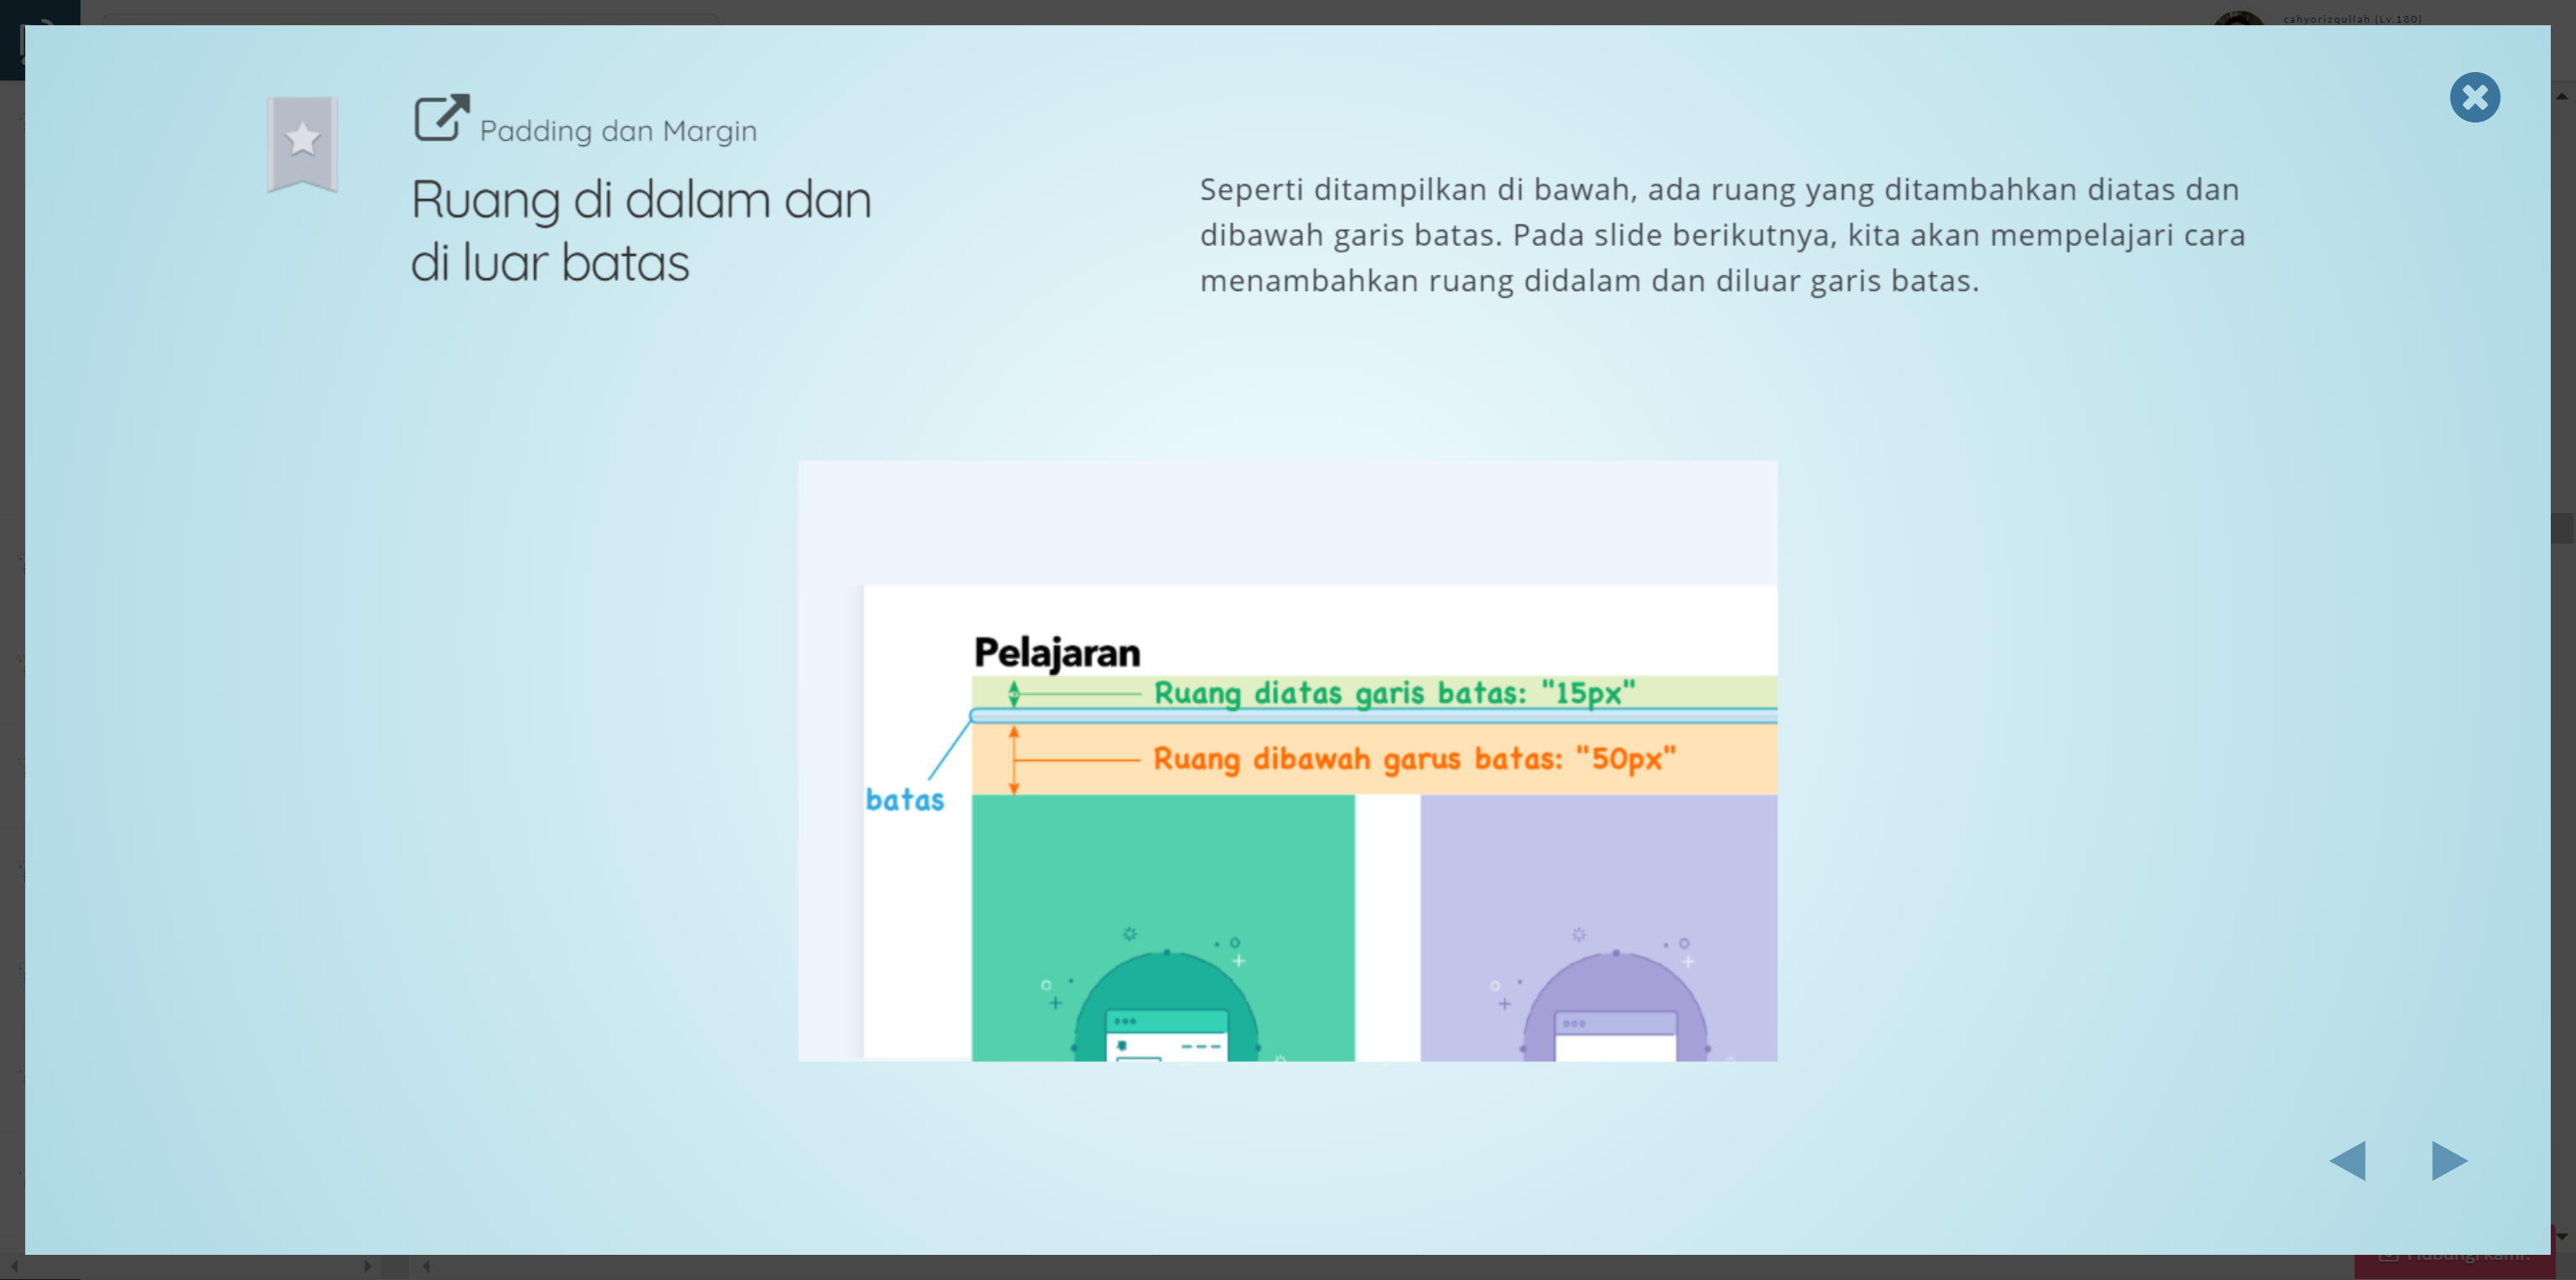 cahyorizqullah (Lv.180)
Padding dan Margin
Ruang di dalam dan
di luar batas
Seperti ditampilkan di bawah, ada ruang yang ditambahkan diatas dan
dibawah garis batas. Pada slide berikutnya, kita akan mempelajari cara
menambahkan ruang didalam dan diluar garis batas.
Pelajaran
Ruang diatas garis batas: "15px"
Ruang dibawah garus batas: "50px"
batas
Hubungi kami!